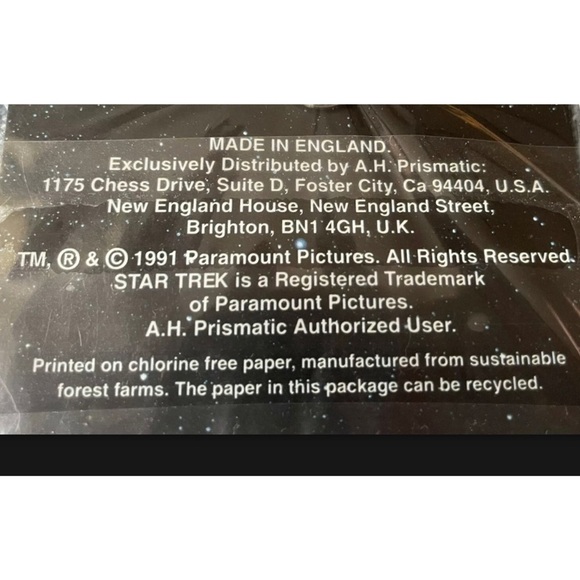 MADE IN ENGLAND.
Exclusively Distributed by A.H. Prismatic:
1175 Chess Drive, Suite D, Foster City, Ca 94404, U.S.A.
New England House, New England Street,
Brighton, BN1 4GH, U.K.
TM, ® & © 1991 Paramount Pictures. All Rights Reserved.
STAR TREK is a Registered Trademark
of Paramount Pictures.
A.H. Prismatic Authorized User.
Printed on chlorine free paper, manufactured from sustainable
forest farms. The paper in this package can be recycled.